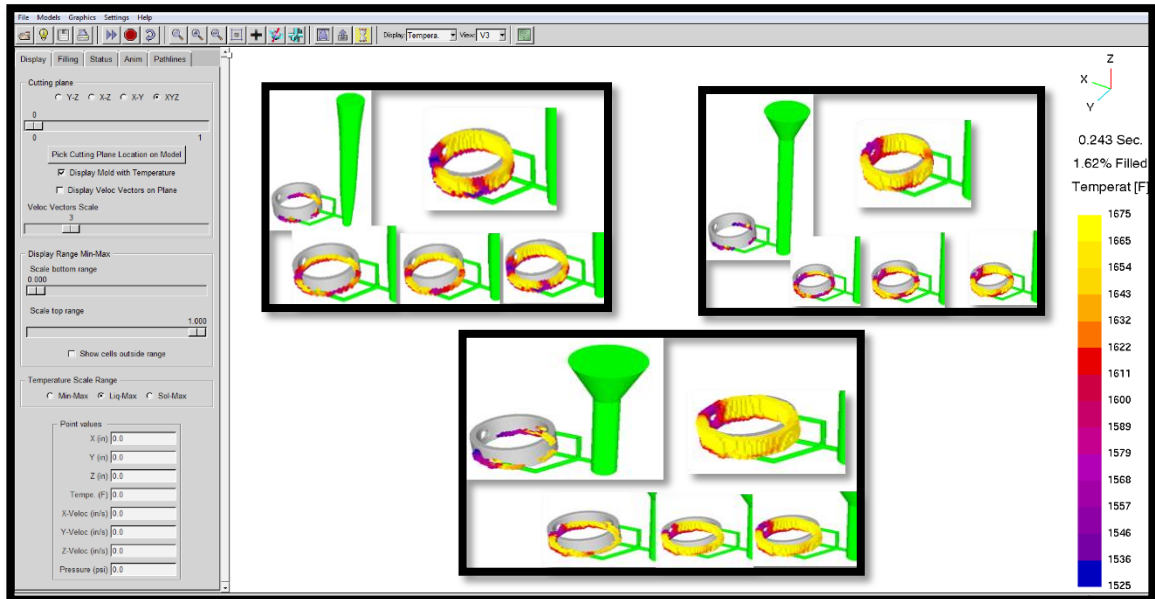 File Models Graphics Settings Help
Display: Tempera. View: V3
Display Filling Status Anim Pathlines
Cutting plane
Y-Z X-Z X-Y XYZ
0
0 1
Pick Cutting Plane Location on Model
Display Mold with Temperature
Display Veloc Vectors on Plane
Veloc Vectors Scale
3
Display Range Min-Max
Scale bottom range
0.000
Scale top range
1.000
Show cells outside range
Temperature Scale Range
Min-Max Liq-Max Sol-Max
Point values
X (in) 0.0
Y (in) 0.0
Z (in) 0.0
Tempe. (F) 0.0
X-Veloc (in/s) 0.0
Y-Veloc (in/s) 0.0
Z-Veloc (in/s) 0.0
Pressure (psi) 0.0
Z
X
Y
0.243 Sec.
1.62% Filled
Temperat [F]
1675
1665
1654
1643
1632
1622
1611
1600
1589
1579
1568
1557
1546
1536
1525